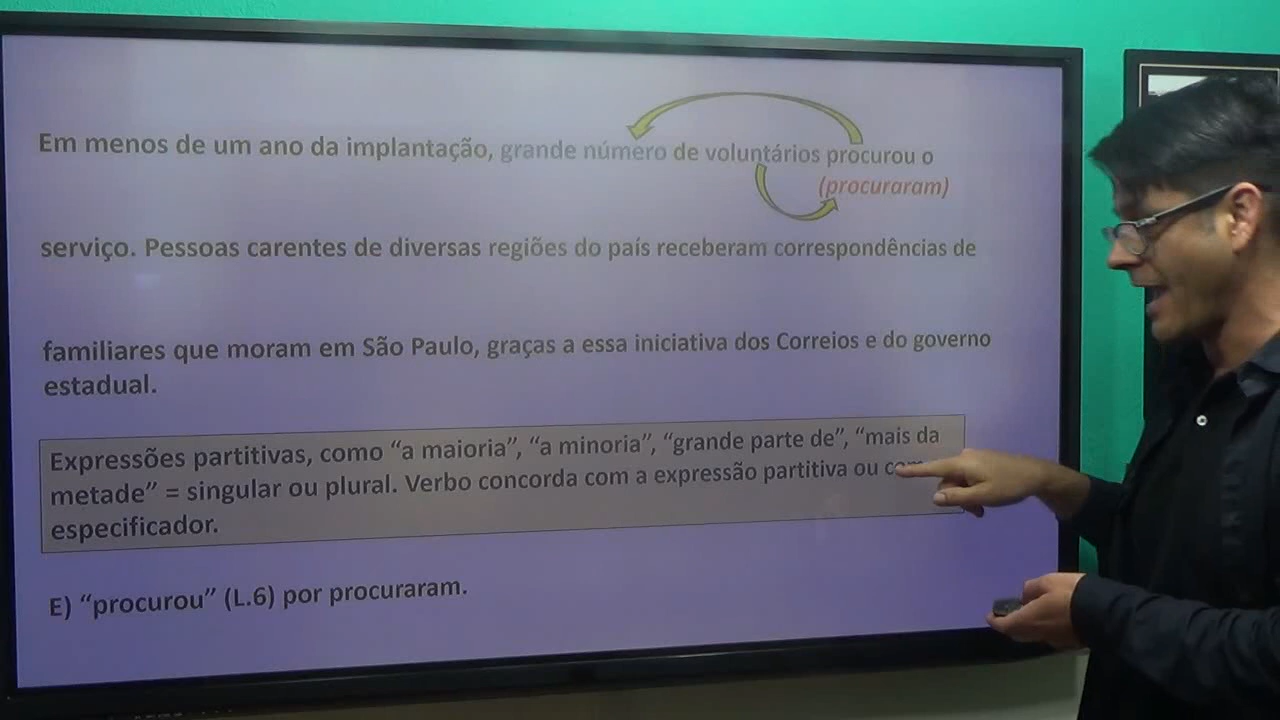 Em menos de um ano da implantação, grande número de voluntários procurou o
(procuraram)
serviço. Pessoas carentes de diversas regiões do país receberam correspondências de
familiares que moram em São Paulo, graças a essa iniciativa dos Correios e do governo
estadual.
Expressões partitivas, como “a maioria”, “a minoria”, “grande parte de”, “mais da
metade” = singular ou plural. Verbo concorda com a expressão partitiva ou com
especificador.
E) “procurou” (L.6) por procuraram.